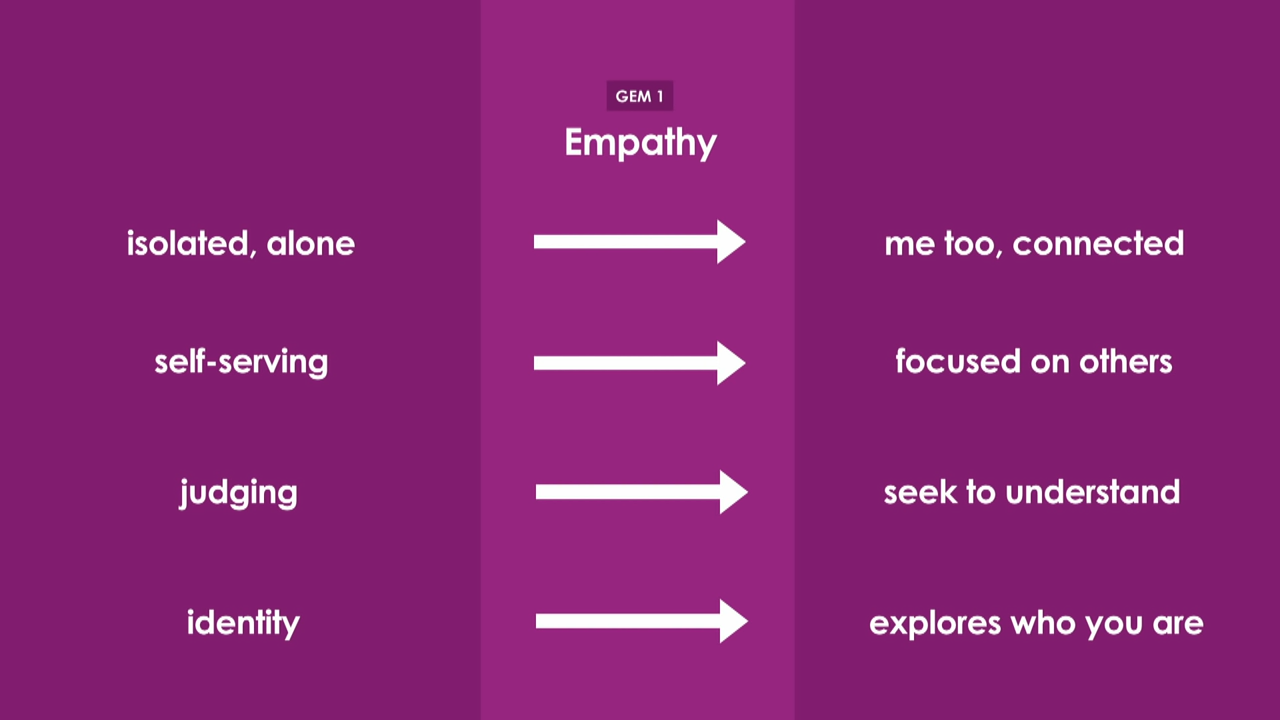 GEM 1
Empathy
isolated, alone
me too, connected
self-serving
focused on others
judging
seek to understand
identity
explores who you are